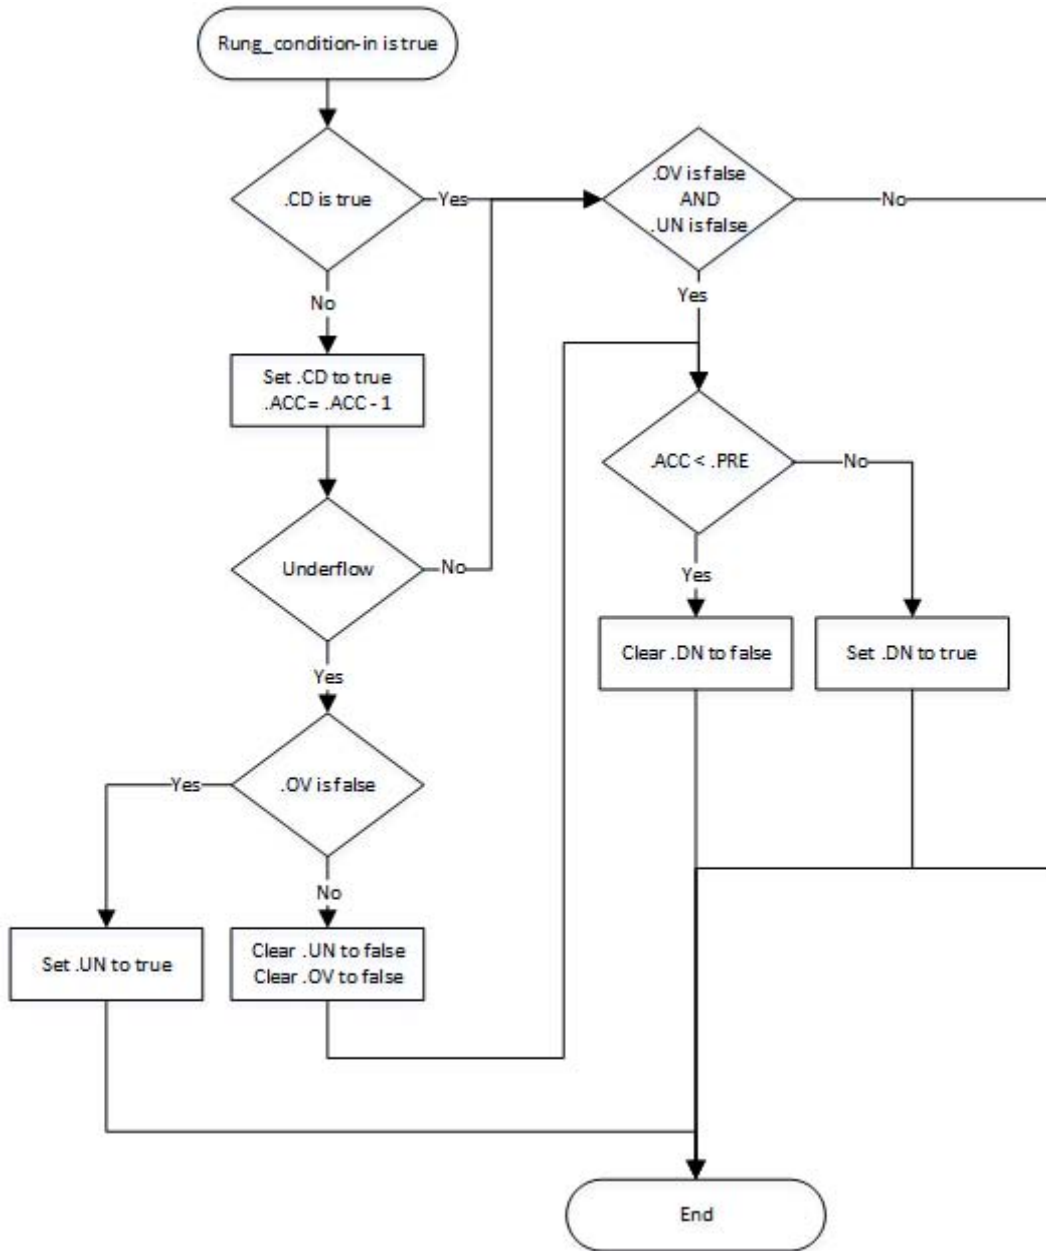 Rung_condition-in is true
.CD is true
Yes
.OV is false
AND
.UN is false
No
No
Yes
Set .CD to true
.ACC= .ACC - 1
.ACC < .PRE
No
Underflow
No
Yes
Clear .DN to false
Set .DN to true
Yes
Yes
.OV is false
No
Set .UN to true
Clear .UN to false
Clear .OV to false
End